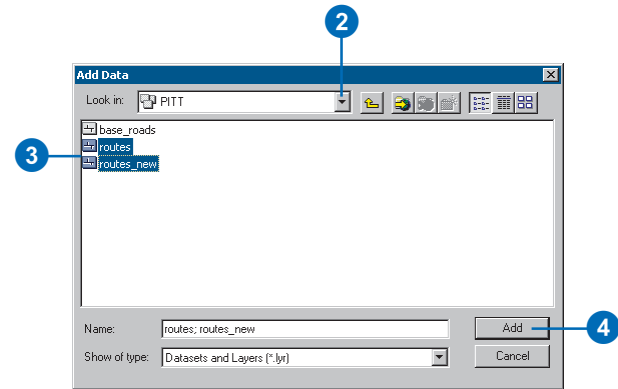 2
Add Data
Look in: PITT
base_roads
3
routes
routes_new
Name: routes; routes_new
Add
4
Show of type: Datasets and Layers (*.lyr)
Cancel